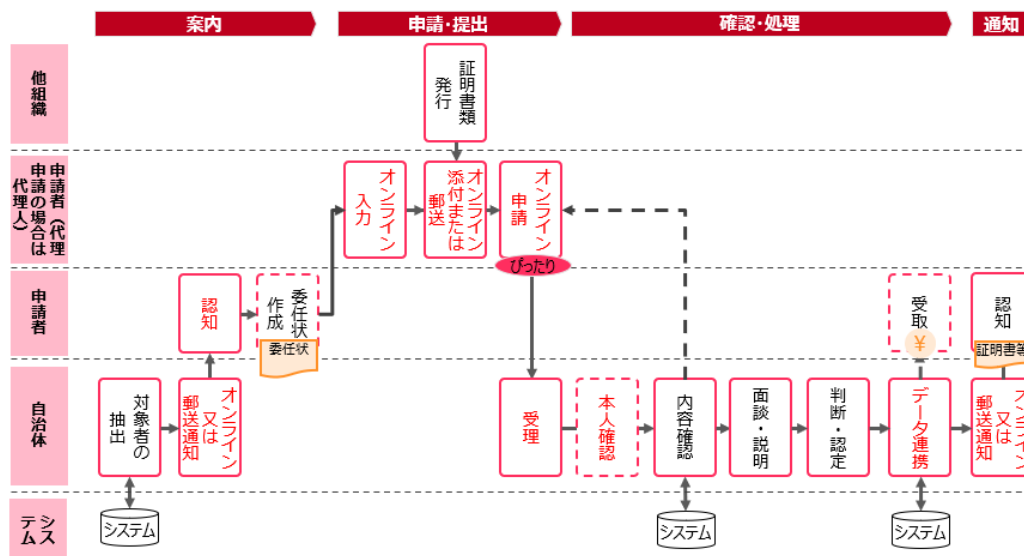 案内
申請・提出
確認・処理
通知
他組織
証明書類
発行
申請者（代理
申請の場合は
代理人）
オンライン
入力
オンライン
添付または
郵送
オンライン
申請
ぴったり
申請者
認知
委任状
作成
委任状
受取
¥
認知
証明書等
自治体
対象者の
抽出
オンライン
又は
郵送通知
受理
本人確認
内容確認
面談・説明
判断・認定
データ連携
オンライン
又は
郵送通知
シス
テム
システム
システム
システム